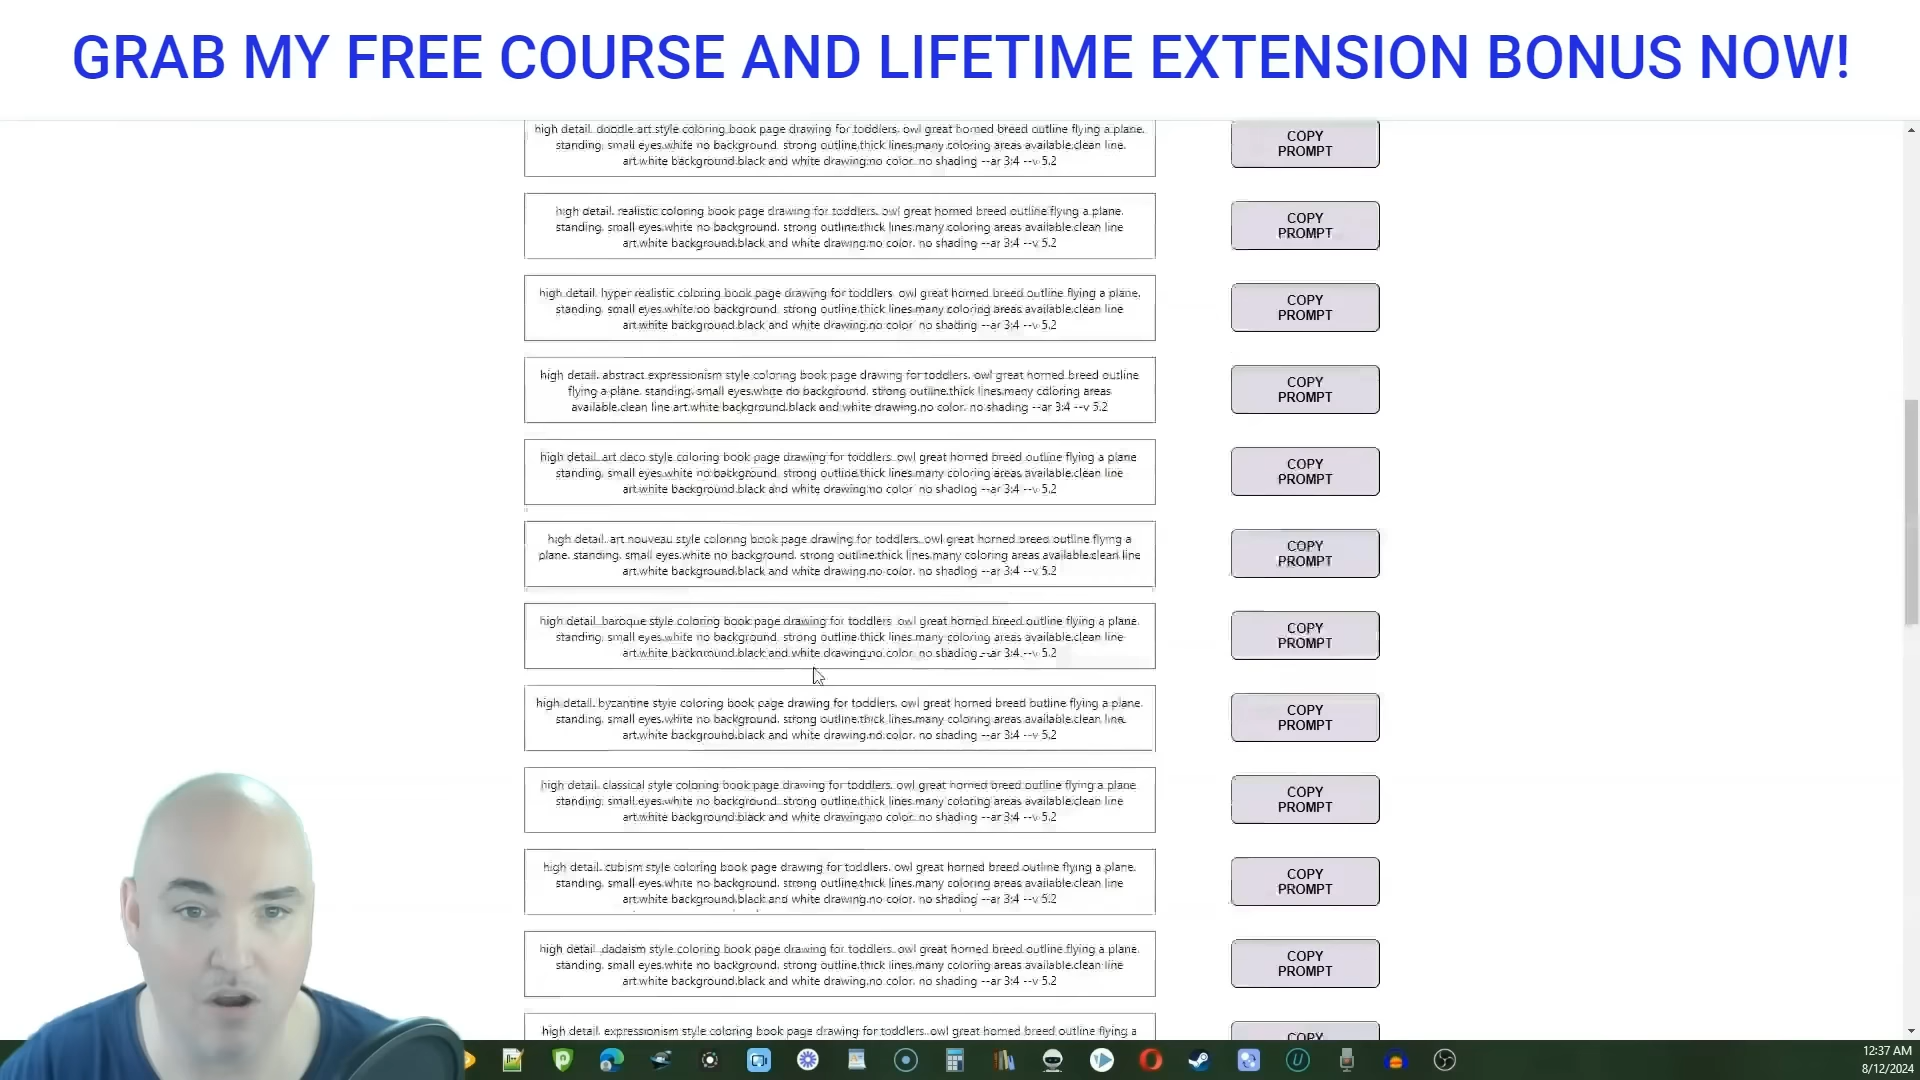 GRAB MY FREE COURSE AND LIFETIME EXTENSION BONUS NOW!
high detail. doodle art style coloring book page drawing for toddlers. owl great horned breed outline flying a plane.
standing. small eyes.white no background. strong outline.thick lines.many coloring areas available.clean line
art.white background.black and white drawing.no color. no shading --ar 3:4 --v 5.2
COPY
PROMPT
high detail. realistic coloring book page drawing for toddlers. owl great horned breed outline flying a plane.
standing. small eyes.white no background. strong outline.thick lines.many coloring areas available.clean line
art.white background.black and white drawing.no color. no shading --ar 3:4 --v 5.2
COPY
PROMPT
high detail. hyper realistic coloring book page drawing for toddlers. owl great horned breed outline flying a plane.
standing. small eyes.white no background. strong outline.thick lines.many coloring areas available.clean line
art.white background.black and white drawing.no color. no shading --ar 3:4 --v 5.2
COPY
PROMPT
high detail. abstract expressionism style coloring book page drawing for toddlers. owl great horned breed outline
flying a plane. standing. small eyes.white no background. strong outline.thick lines.many coloring areas
available.clean line art.white background.black and white drawing.no color. no shading --ar 3:4 --v 5.2
COPY
PROMPT
high detail. art deco style coloring book page drawing for toddlers. owl great horned breed outline flying a plane.
standing. small eyes.white no background. strong outline.thick lines.many coloring areas available.clean line
art.white background.black and white drawing.no color. no shading --ar 3:4 --v 5.2
COPY
PROMPT
high detail. art nouveau style coloring book page drawing for toddlers. owl great horned breed outline flying a
plane. standing. small eyes.white no background. strong outline.thick lines.many coloring areas available.clean line
art.white background.black and white drawing.no color. no shading --ar 3:4 --v 5.2
COPY
PROMPT
high detail. baroque style coloring book page drawing for toddlers. owl great horned breed outline flying a plane.
standing. small eyes.white no background. strong outline.thick lines.many coloring areas available.clean line
art.white background.black and white drawing.no color. no shading --ar 3:4 --v 5.2
COPY
PROMPT
high detail. byzantine style coloring book page drawing for toddlers. owl great horned breed outline flying a plane.
standing. small eyes.white no background. strong outline.thick lines.many coloring areas available.clean line
art.white background.black and white drawing.no color. no shading --ar 3:4 --v 5.2
COPY
PROMPT
high detail. classical style coloring book page drawing for toddlers. owl great horned breed outline flying a plane.
standing. small eyes.white no background. strong outline.thick lines.many coloring areas available.clean line
art.white background.black and white drawing.no color. no shading --ar 3:4 --v 5.2
COPY
PROMPT
high detail. cubism style coloring book page drawing for toddlers. owl great horned breed outline flying a plane.
standing. small eyes.white no background. strong outline.thick lines.many coloring areas available.clean line
art.white background.black and white drawing.no color. no shading --ar 3:4 --v 5.2
COPY
PROMPT
high detail. dadaism style coloring book page drawing for toddlers. owl great horned breed outline flying a plane.
standing. small eyes.white no background. strong outline.thick lines.many coloring areas available.clean line
art.white background.black and white drawing.no color. no shading --ar 3:4 --v 5.2
COPY
PROMPT
high detail. expressionism style coloring book page drawing for toddlers. owl great horned breed outline flying a
COPY
12:37 AM
8/12/2024